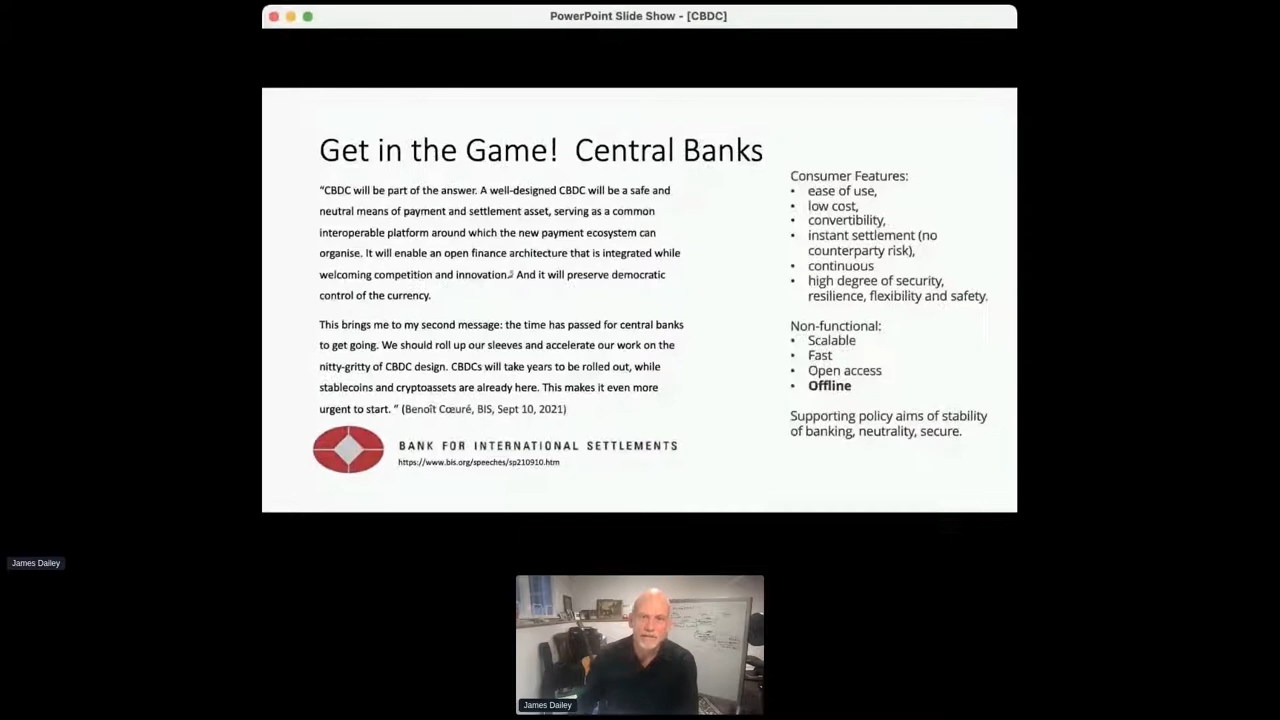 PowerPoint Slide Show - [CBDC]
Get in the Game! Central Banks
“CBDC will be part of the answer. A well-designed CBDC will be a safe and
neutral means of payment and settlement asset, serving as a common
interoperable platform around which the new payment ecosystem can
organise. It will enable an open finance architecture that is integrated while
welcoming competition and innovation. And it will preserve democratic
control of the currency.
This brings me to my second message: the time has passed for central banks
to get going. We should roll up our sleeves and accelerate our work on the
nitty-gritty of CBDC design. CBDCs will take years to be rolled out, while
stablecoins and cryptoassets are already here. This makes it even more
urgent to start. ” (Benoît Cœuré, BIS, Sept 10, 2021)
BANK FOR INTERNATIONAL SETTLEMENTS
https://www.bis.org/speeches/sp210910.htm
Consumer Features:
• ease of use,
• low cost,
• convertibility,
• instant settlement (no
counterparty risk),
• continuous
• high degree of security,
resilience, flexibility and safety.
Non-functional:
• Scalable
• Fast
• Open access
• Offline
Supporting policy aims of stability
of banking, neutrality, secure.
James Dailey
James Dailey